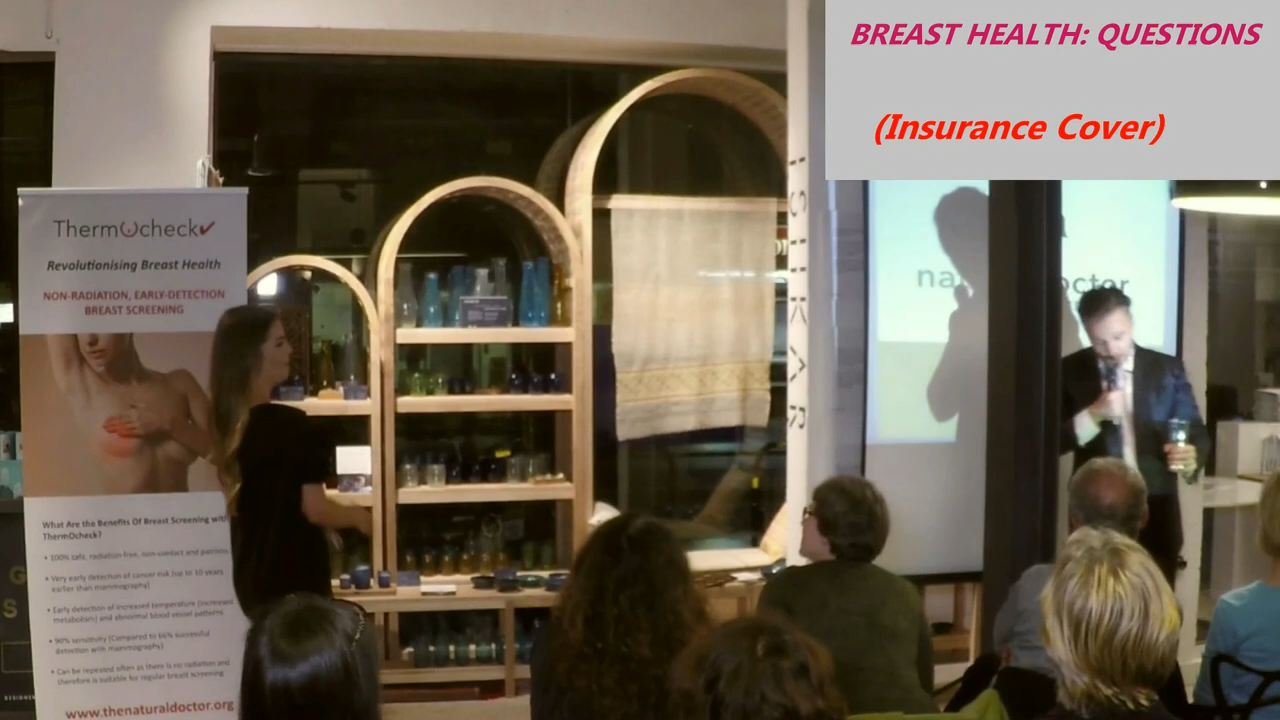 BREAST HEALTH: QUESTIONS
(Insurance Cover)
ThermOcheck
Revolutionising Breast Health
NON-RADIATION, EARLY-DETECTION
BREAST SCREENING
What Are the Benefits Of Breast Screening with
ThermOcheck?
• 100% safe, radiation-free, non-contact and painless
• Very early detection of cancer risk (up to 10 years
earlier than mammography)
• Early detection of increased temperature (increased
metabolism) and abnormal blood vessel patterns
• 90% sensitivity (Compared to 66% successful
detection with mammography)
• Can be repeated often as there is no radiation and
therefore is suitable for regular breast screening
www.thenaturaldoctor.org
ISHKAR
na octor